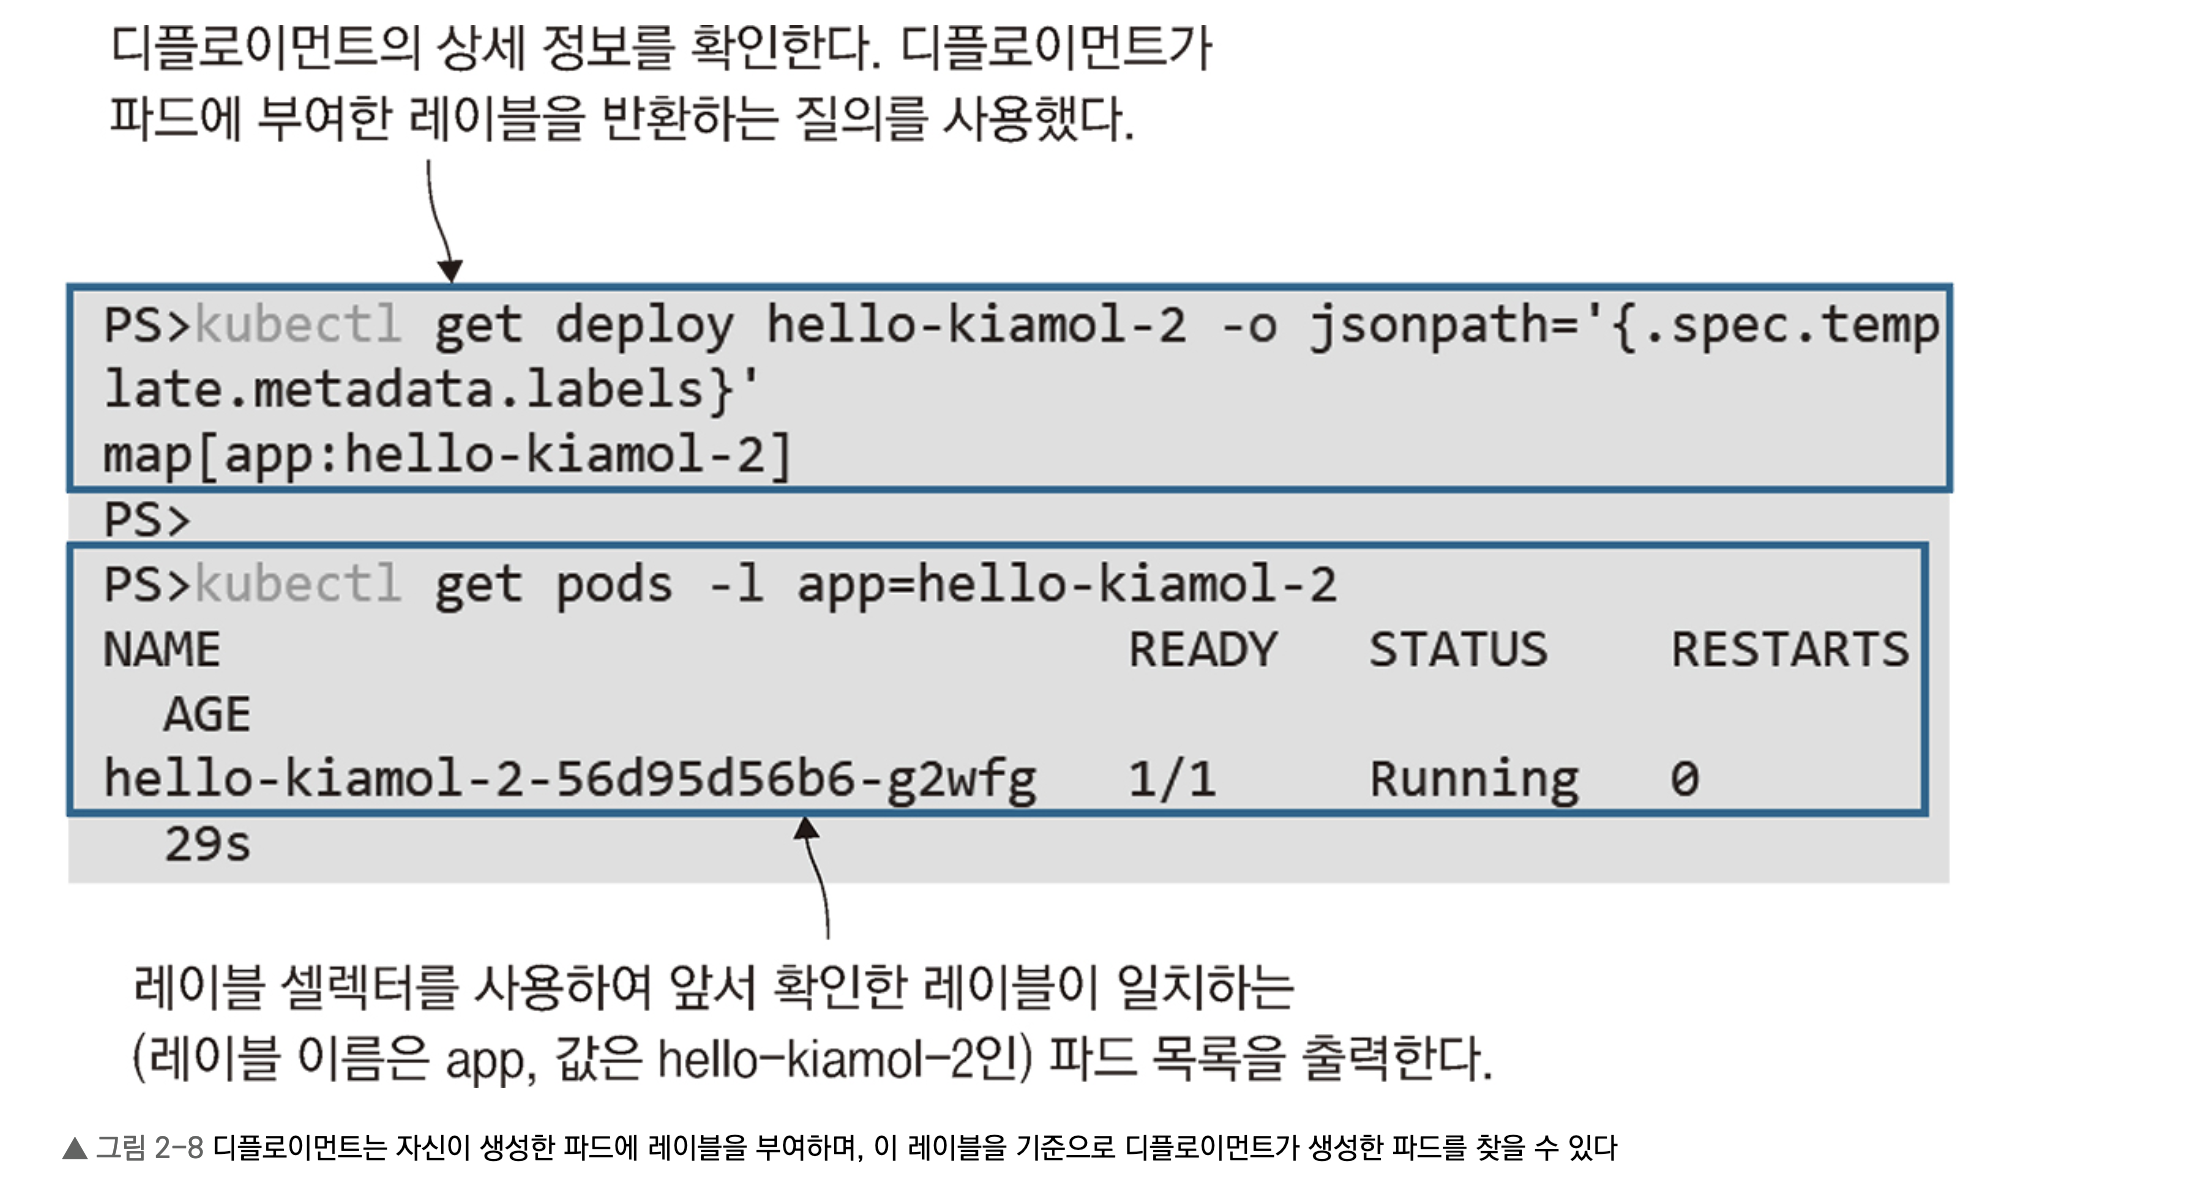 디플로이먼트의 상세 정보를 확인한다. 디플로이먼트가
파드에 부여한 레이블을 반환하는 질의를 사용했다.
PS>kubectl get deploy hello-kiamol-2 -o jsonpath='{.spec.temp
late.metadata.labels}'
map[app:hello-kiamol-2]
PS>
PS>kubectl get pods -l app=hello-kiamol-2
NAME READY STATUS RESTARTS
AGE
hello-kiamol-2-56d95d56b6-g2wfg 1/1 Running 0
29s
레이블 셀렉터를 사용하여 앞서 확인한 레이블이 일치하는
(레이블 이름은 app, 값은 hello-kiamol-2인) 파드 목록을 출력한다.
▲ 그림 2-8 디플로이먼트는 자신이 생성한 파드에 레이블을 부여하며, 이 레이블을 기준으로 디플로이먼트가 생성한 파드를 찾을 수 있다